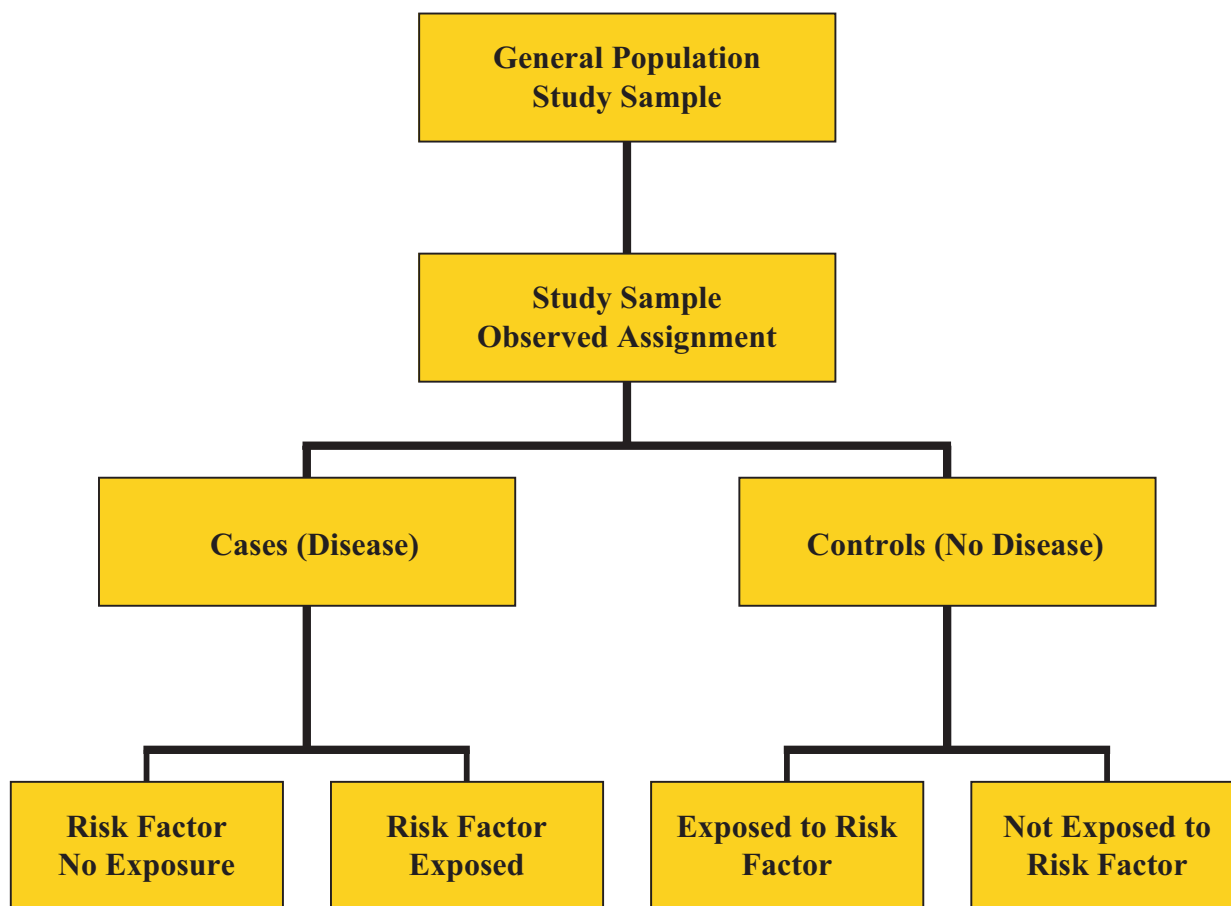 General Population
Study Sample
Study Sample
Observed Assignment
Cases (Disease)
Controls (No Disease)
Risk Factor
No Exposure
Risk Factor
Exposed
Exposed to Risk
Factor
Not Exposed to
Risk Factor